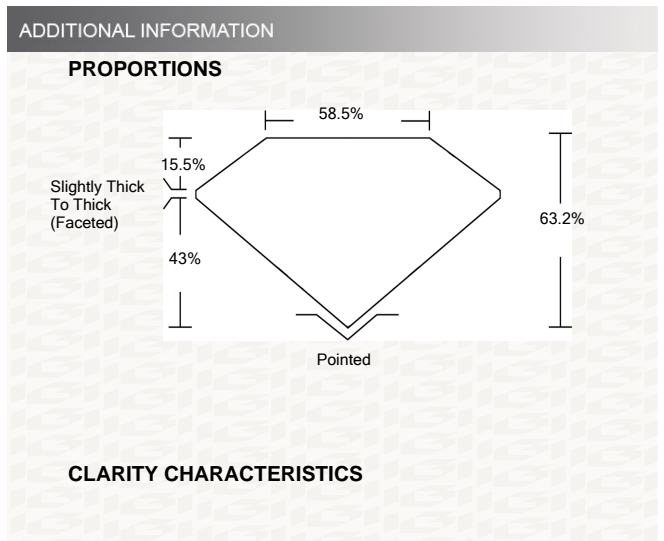 ADDITIONAL INFORMATION
PROPORTIONS
58.5%
15.5%
Slightly Thick
To Thick
(Faceted)
63.2%
43%
Pointed
CLARITY CHARACTERISTICS